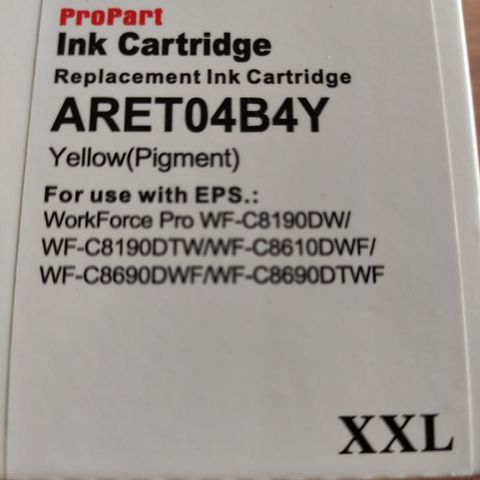 ProPart
Ink Cartridge
Replacement Ink Cartridge
ARET04B4Y
Yellow(Pigment)
For use with EPS.:
WorkForce Pro WF-C8190DW/
WF-C8190DTW/WF-C8610DWF/
WF-C8690DWF/WF-C8690DTWF
XXL